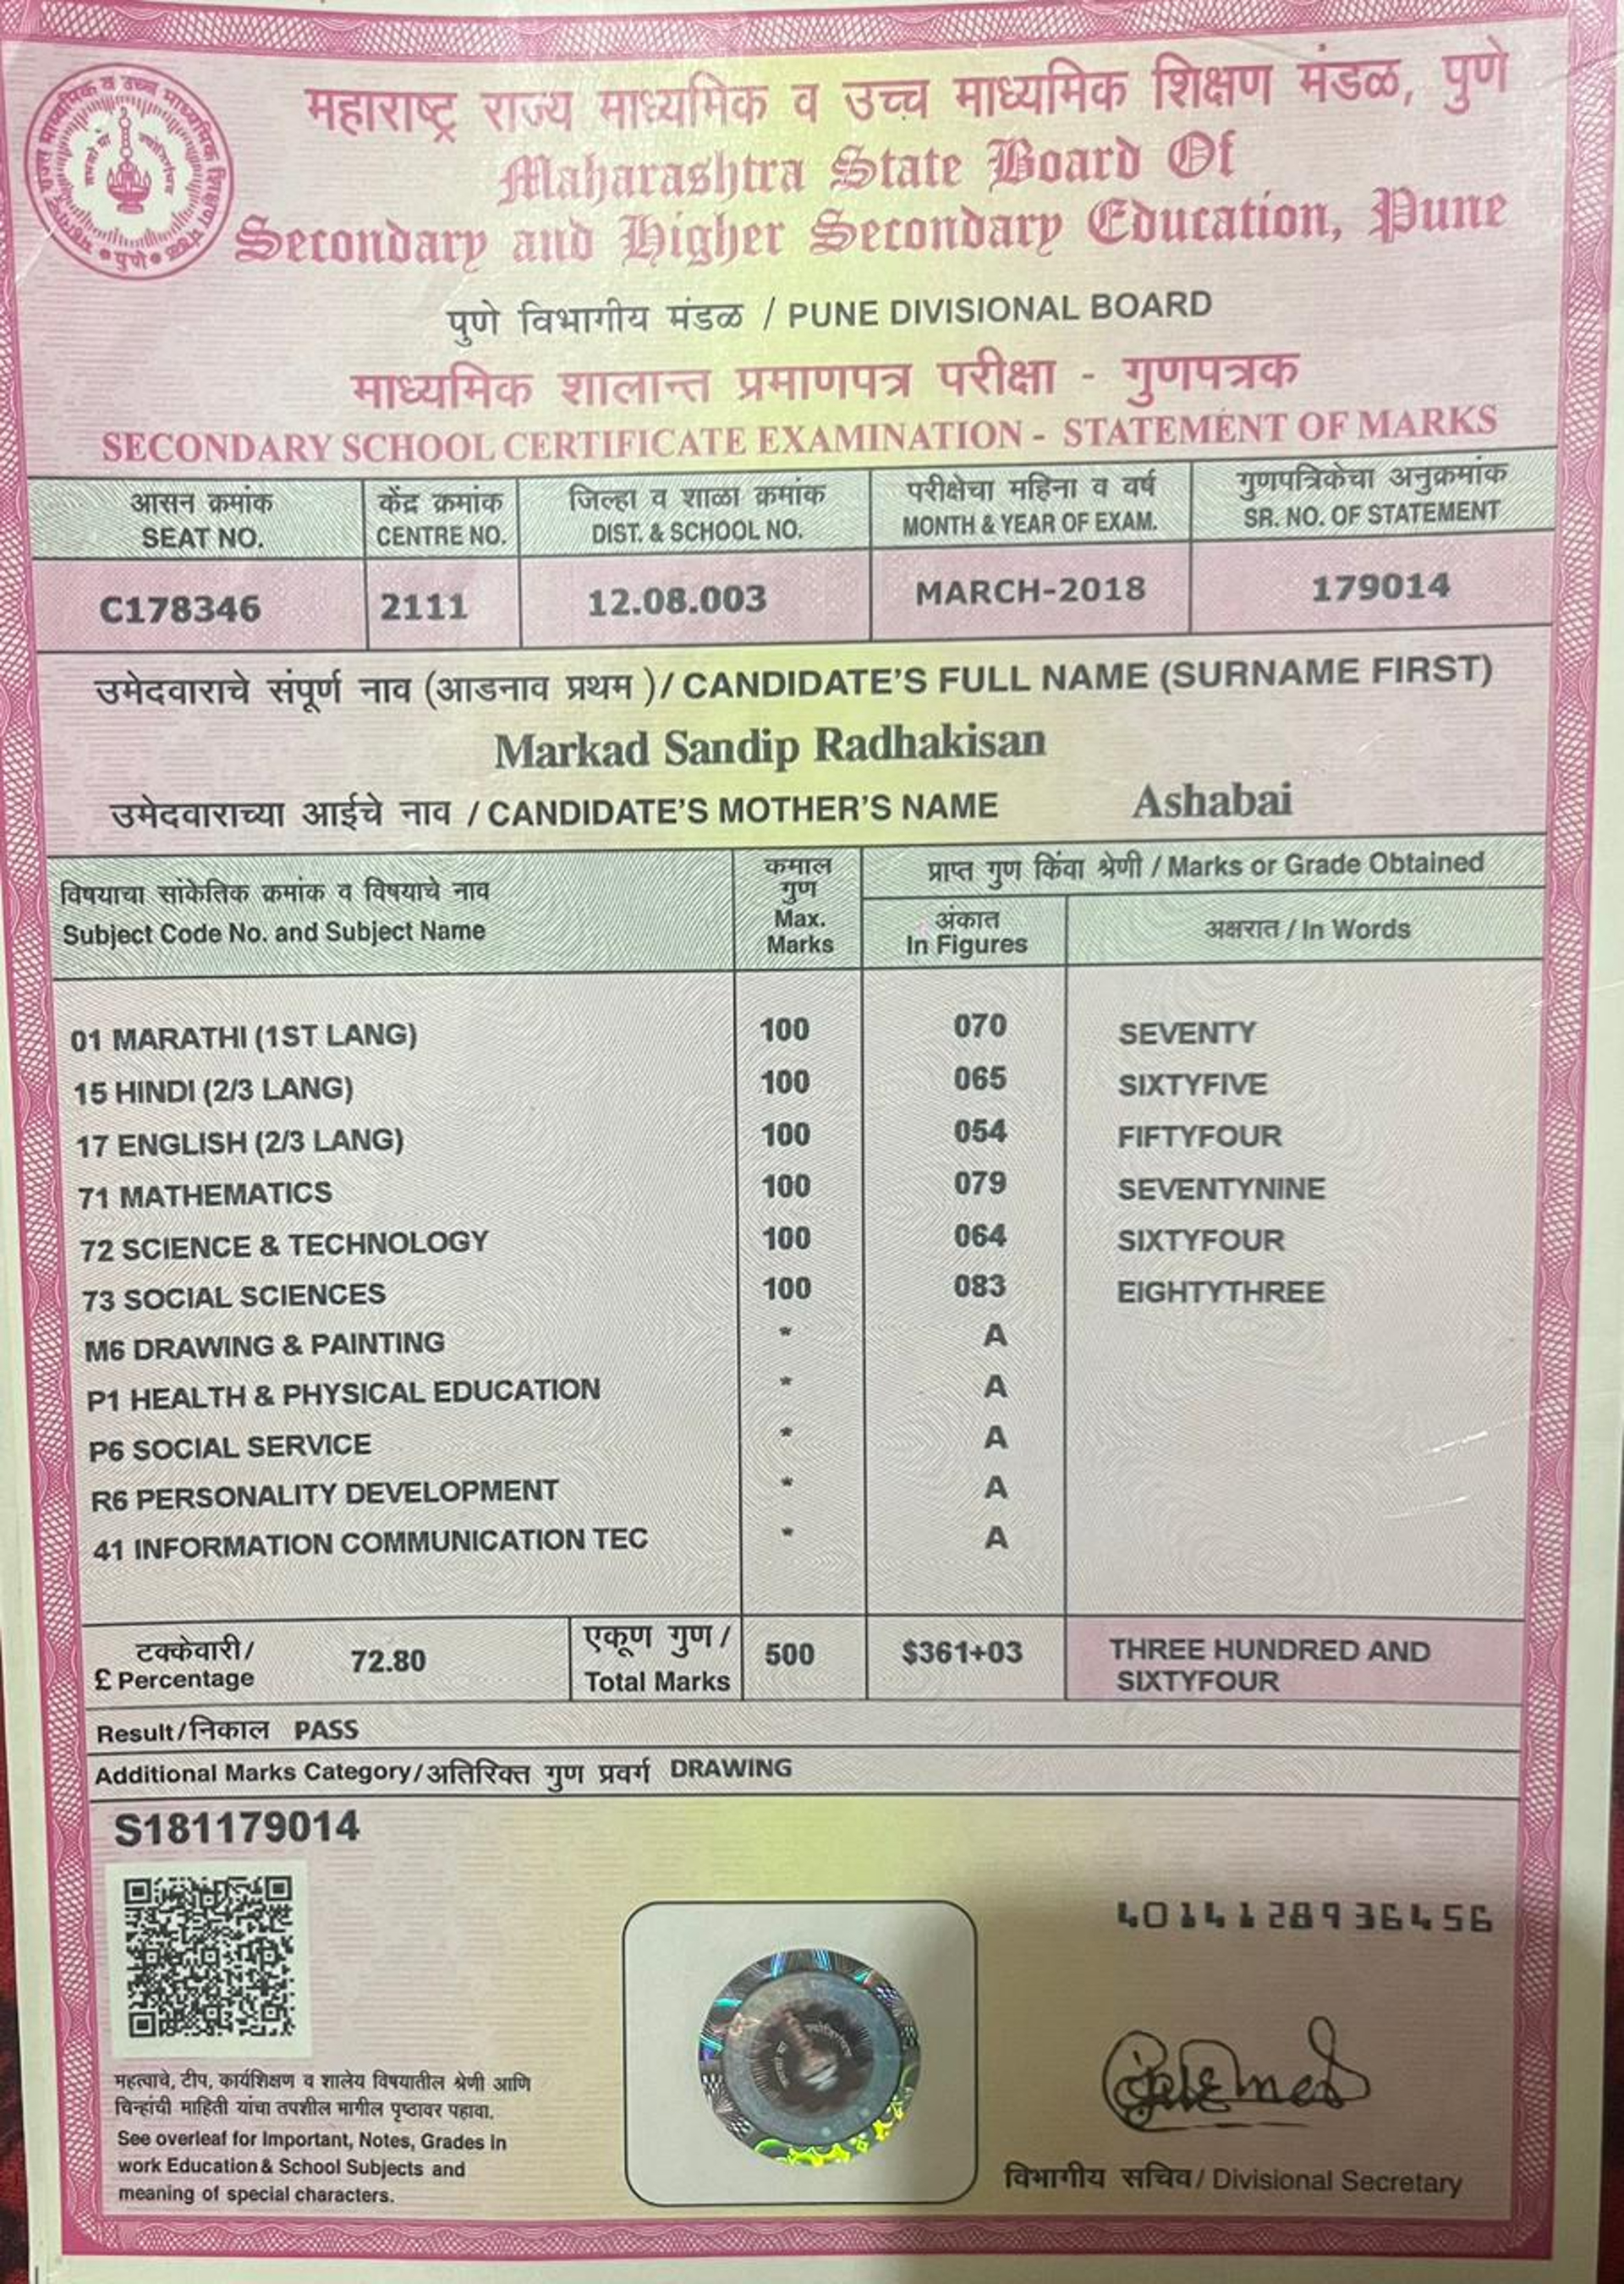 महाराष्ट्र राज्य माध्यमिक व उच्च माध्यमिक शिक्षण मंडळ, पुणे
Maharashtra State Board Of
Secondary and Higher Secondary Education, Pune
पुणे विभागीय मंडळ / PUNE DIVISIONAL BOARD
माध्यमिक शालान्त प्रमाणपत्र परीक्षा - गुणपत्रक
SECONDARY SCHOOL CERTIFICATE EXAMINATION - STATEMENT OF MARKS
आसन क्रमांक केंद्र क्रमांक जिल्हा व शाळा क्रमांक परीक्षेचा महिना व वर्ष गुणपत्रिकेचा अनुक्रमांक
SEAT NO. CENTRE NO. DIST. & SCHOOL NO. MONTH & YEAR OF EXAM. SR. NO. OF STATEMENT
C178346 2111 12.08.003 MARCH-2018 179014
उमेदवाराचे संपूर्ण नाव (आडनाव प्रथम )/ CANDIDATE'S FULL NAME (SURNAME FIRST)
Markad Sandip Radhakisan
उमेदवाराच्या आईचे नाव / CANDIDATE'S MOTHER'S NAME Ashabai
विषयाचा सांकेतिक क्रमांक व विषयाचे नाव
Subject Code No. and Subject Name
कमाल
गुण
Max.
Marks
प्राप्त गुण किंवा श्रेणी / Marks or Grade Obtained
अंकात
In Figures
अक्षरात / In Words
01 MARATHI (1ST LANG) 100 070 SEVENTY
15 HINDI (2/3 LANG) 100 065 SIXTYFIVE
17 ENGLISH (2/3 LANG) 100 054 FIFTYFOUR
71 MATHEMATICS 100 079 SEVENTYNINE
72 SCIENCE & TECHNOLOGY 100 064 SIXTYFOUR
73 SOCIAL SCIENCES 100 083 EIGHTYTHREE
M6 DRAWING & PAINTING * A
P1 HEALTH & PHYSICAL EDUCATION * A
P6 SOCIAL SERVICE * A
R6 PERSONALITY DEVELOPMENT * A
41 INFORMATION COMMUNICATION TEC * A
टक्केवारी/
£ Percentage
72.80
एकूण गुण /
Total Marks
500
$361+03
THREE HUNDRED AND
SIXTYFOUR
Result/निकाल PASS
Additional Marks Category/अतिरिक्त गुण प्रवर्ग DRAWING
S181179014
4014128936456
महत्वाचे, टीप, कार्यशिक्षण व शालेय विषयातील श्रेणी आणि
चिन्हांची माहिती यांचा तपशील मागील पृष्ठावर पहावा.
See overleaf for Important, Notes, Grades in
work Education & School Subjects and
meaning of special characters.
विभागीय सचिव/ Divisional Secretary